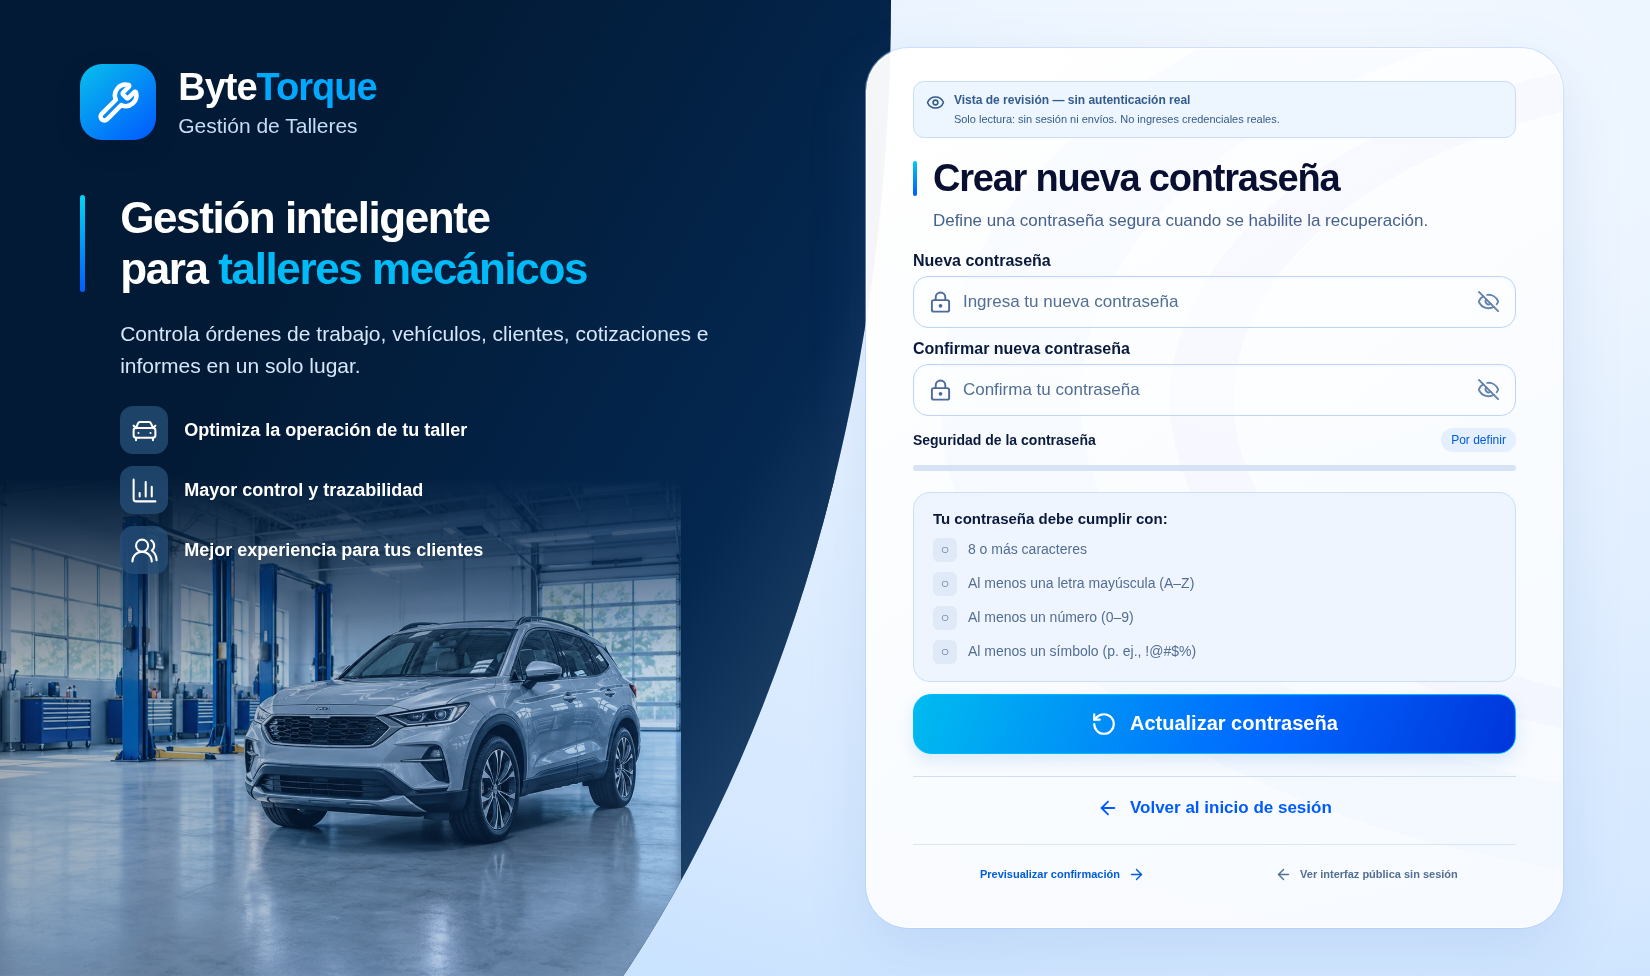 ByteTorque
Gestión de Talleres
Gestión inteligente
para talleres mecánicos
Controla órdenes de trabajo, vehículos, clientes, cotizaciones e
informes en un solo lugar.
Optimiza la operación de tu taller
Mayor control y trazabilidad
Mejor experiencia para tus clientes
Vista de revisión — sin autenticación real
Solo lectura: sin sesión ni envíos. No ingreses credenciales reales.
Crear nueva contraseña
Define una contraseña segura cuando se habilite la recuperación.
Nueva contraseña
Ingresa tu nueva contraseña
Confirmar nueva contraseña
Confirma tu contraseña
Seguridad de la contraseña
Por definir
Tu contraseña debe cumplir con:
8 o más caracteres
Al menos una letra mayúscula (A–Z)
Al menos un número (0–9)
Al menos un símbolo (p. ej., !@#$%)
Actualizar contraseña
Volver al inicio de sesión
Previsualizar confirmación
Ver interfaz pública sin sesión